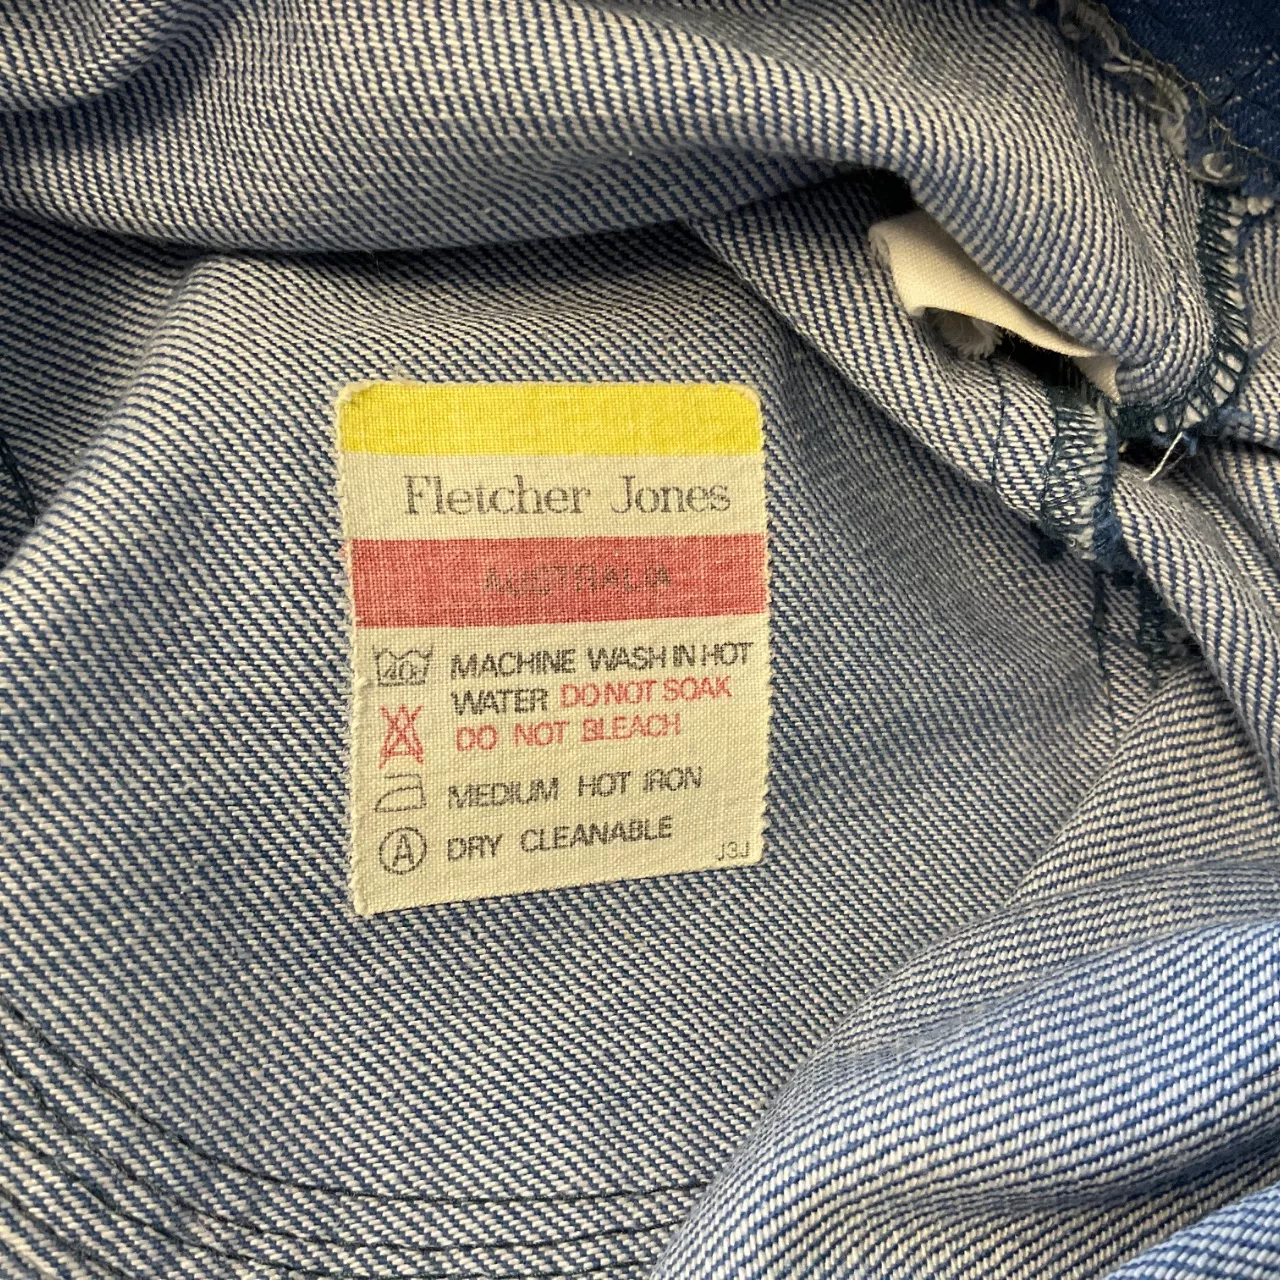 Fletcher Jones
AUSTRALIA
40° MACHINE WASH IN HOT
WATER DO NOT SOAK
DO NOT BLEACH
MEDIUM HOT IRON
A DRY CLEANABLE
J3J